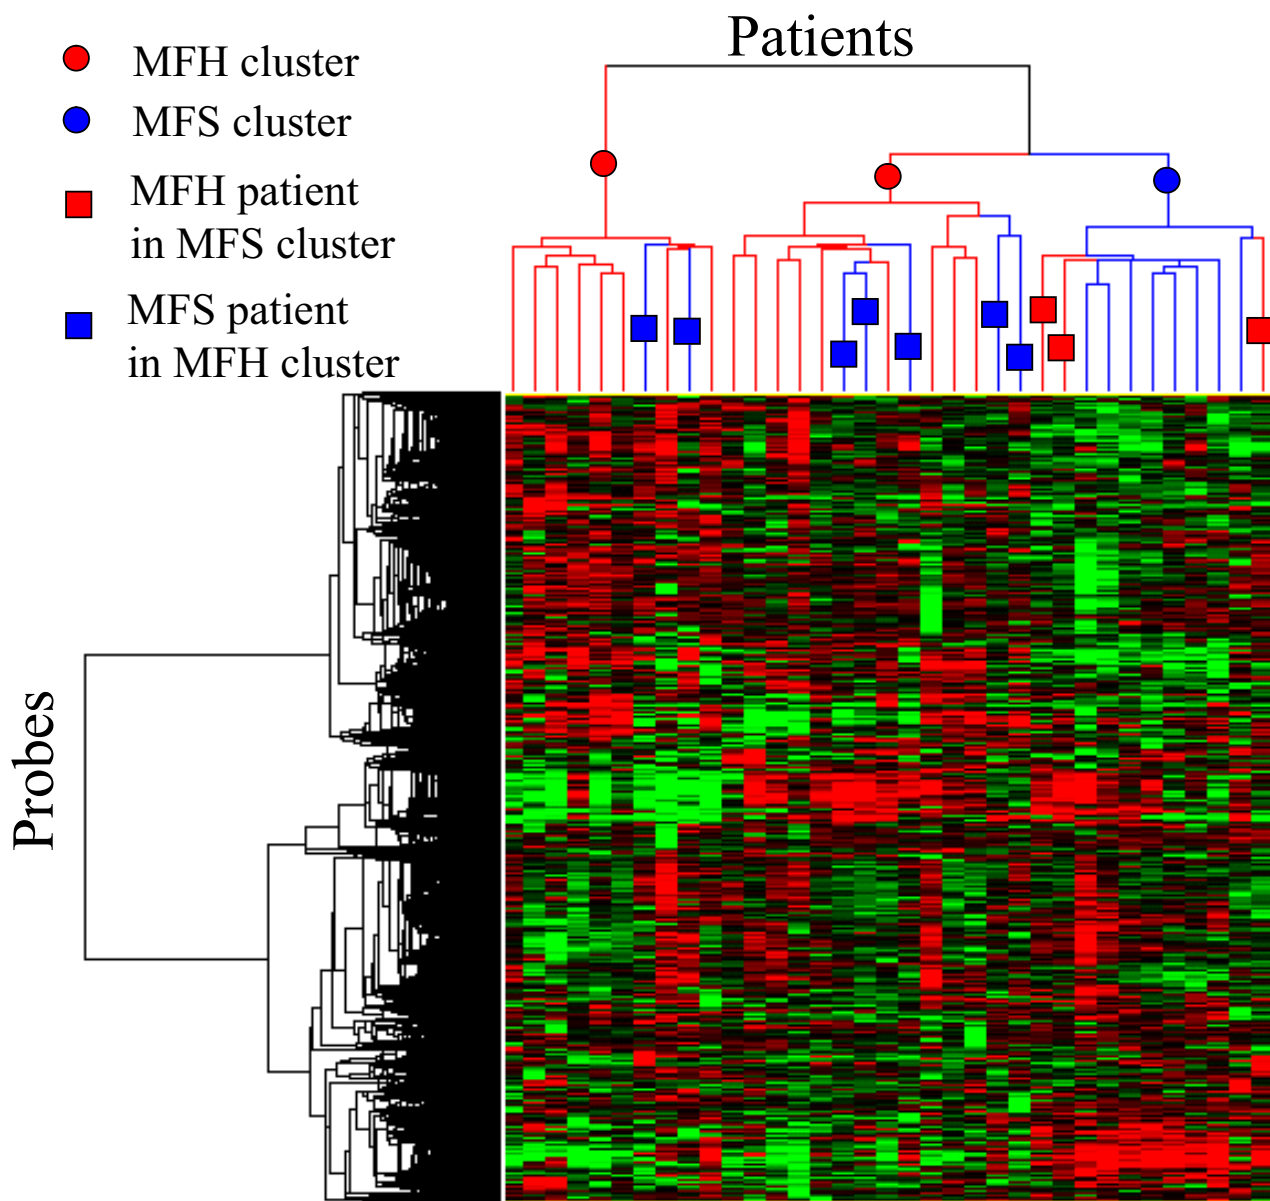 Patients
MFH cluster
MFS cluster
MFH patient
in MFS cluster
MFS patient
in MFH cluster
Probes